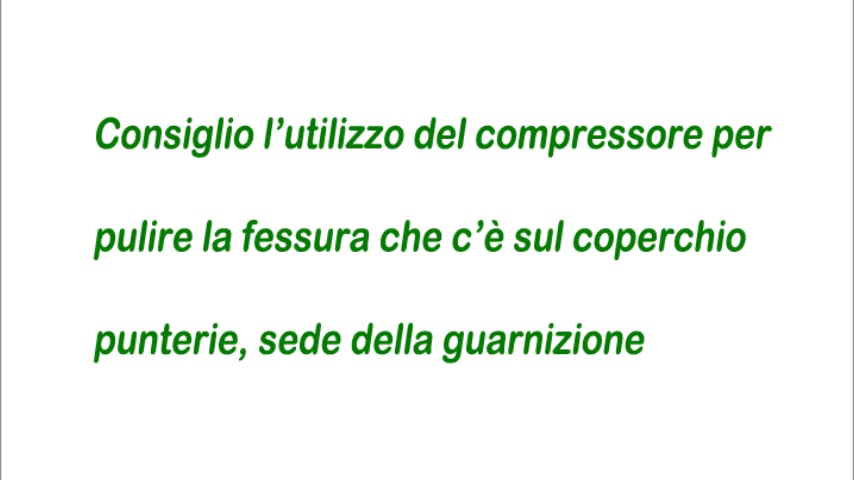 Consiglio l’utilizzo del compressore per
pulire la fessura che c’è sul coperchio
punterie, sede della guarnizione